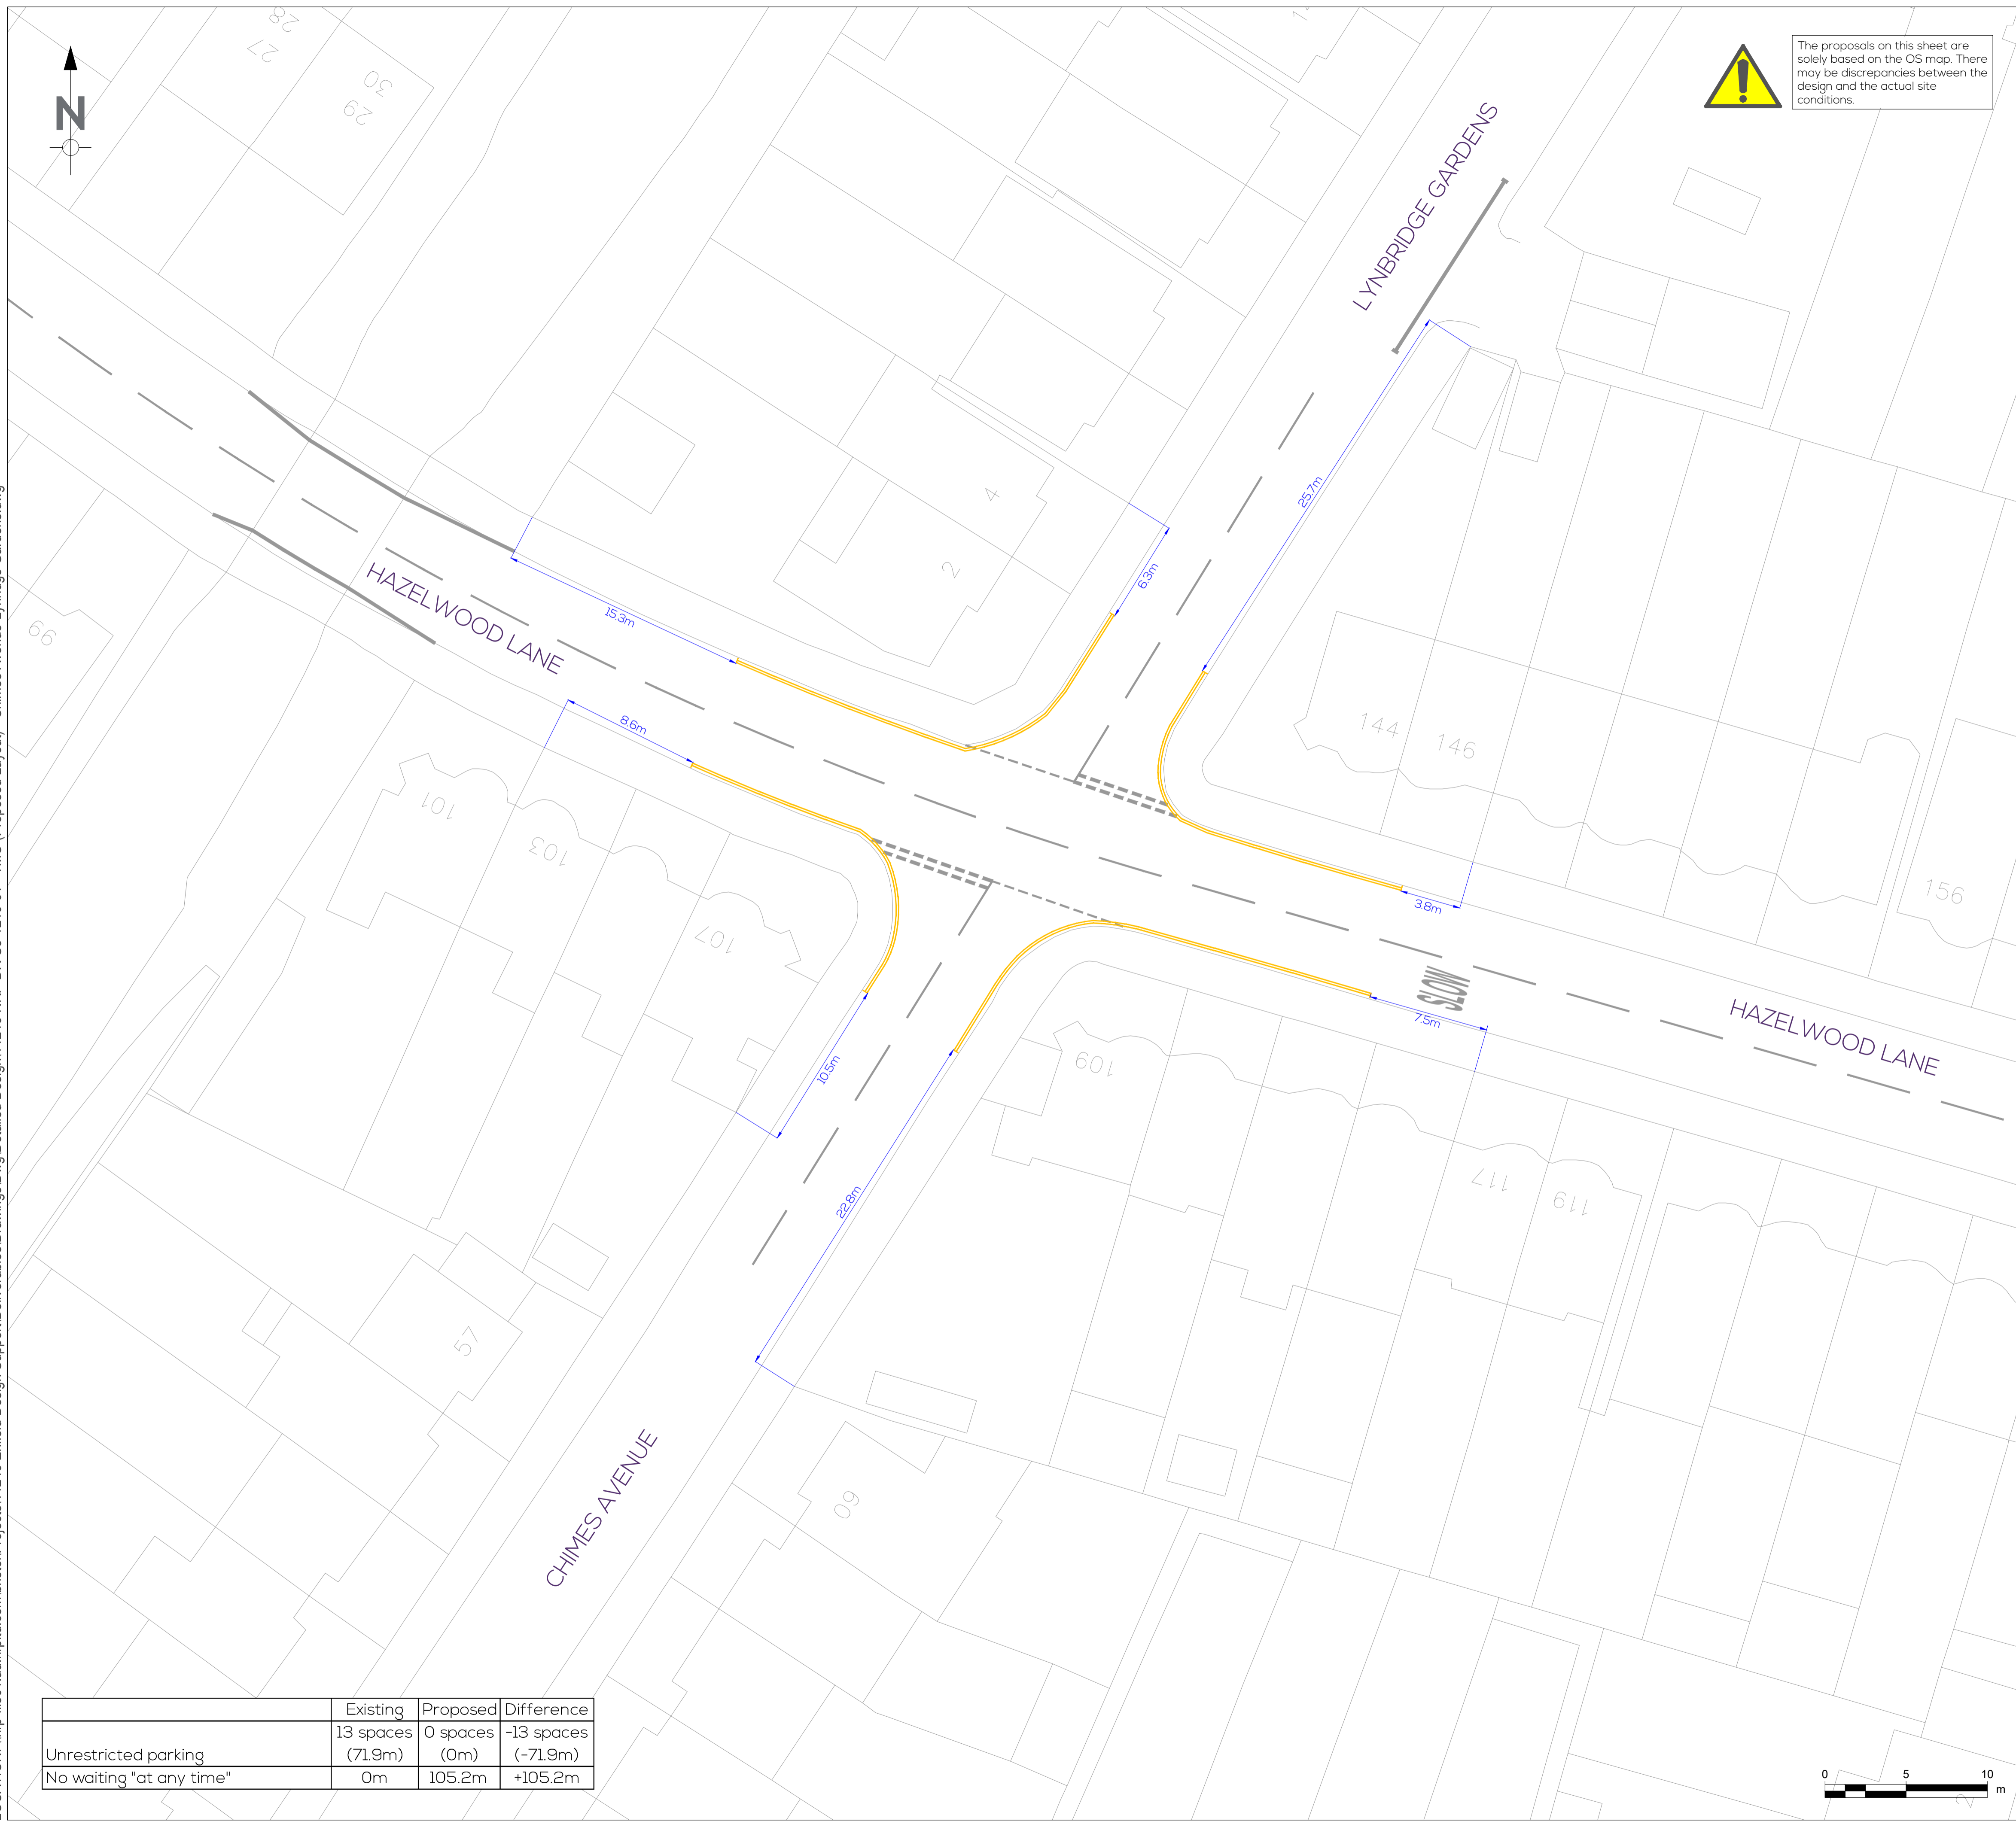 28
27
30
29
N
The proposals on this sheet are
solely based on the OS map. There
may be discrepancies between the
design and the actual site
conditions.
LYNBRIDGE GARDENS
25.7m
4
2
6.3m
HAZELWOOD LANE
15.3m
99
8.6m
144
146
101
103
107
156
3.8m
SLOW
7.5m
HAZELWOOD LANE
109
10.5m
117
119
22.8m
57
CHIMES AVENUE
60
Existing Proposed Difference
13 spaces 0 spaces -13 spaces
Unrestricted parking (71.9m) (0m) (-71.9m)
No waiting "at any time" 0m 105.2m +105.2m
0 5 10
m
2